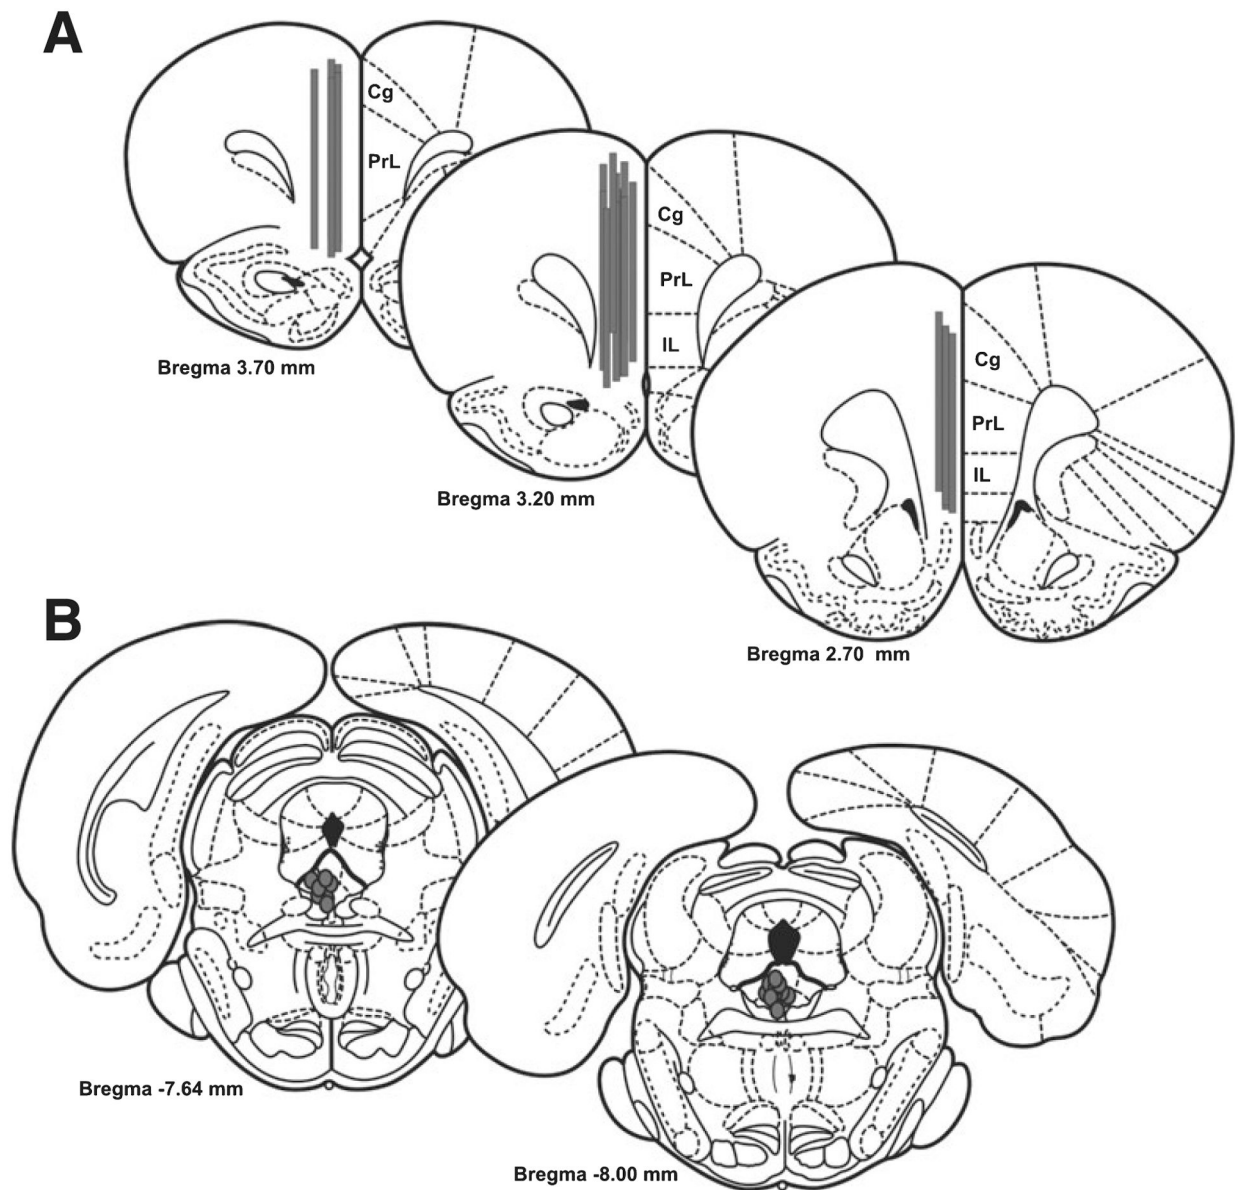 A
Cg
PrL
Bregma 3.70 mm
Cg
PrL
IL
Bregma 3.20 mm
Cg
PrL
IL
Bregma 2.70 mm
B
Bregma -7.64 mm
Bregma -8.00 mm